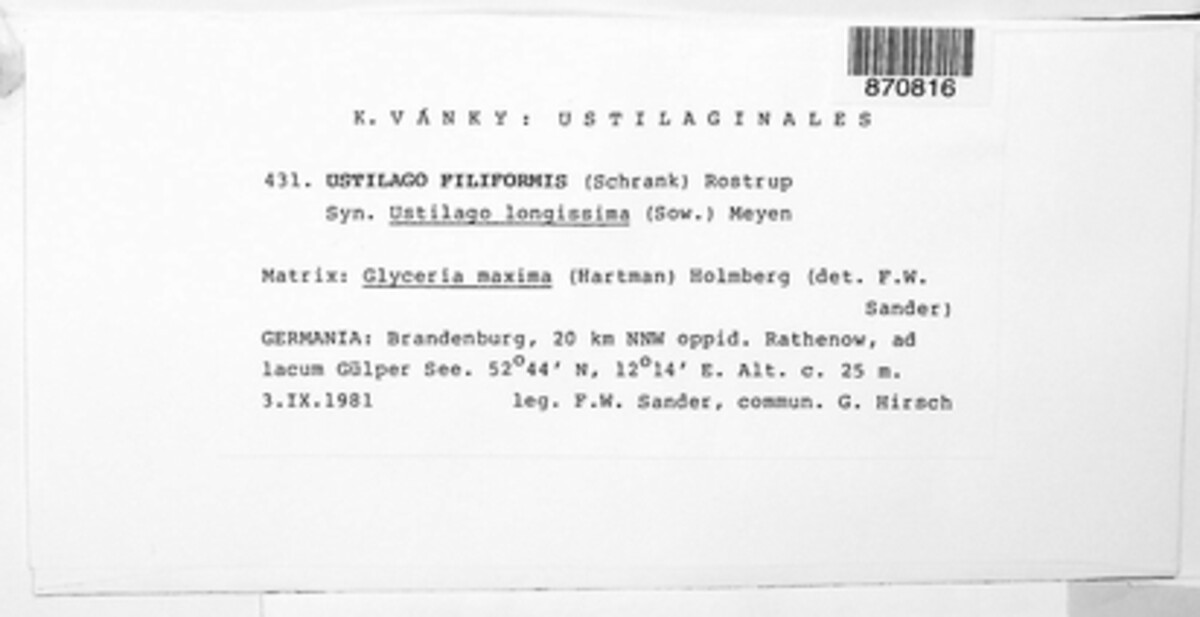 870816
K. VÁNKY: USTILAGINALES
431. USTILAGO FILIFORMIS (Schrank) Rostrup
Syn. Ustilago longissima (Sow.) Meyen
Matrix: Glyceria maxima (Hartman) Holmberg (det. F.W.
Sander)
GERMANIA: Brandenburg, 20 km NNW oppid. Rathenow, ad
lacum Gülper See. 52°44' N, 12°14' E. Alt. c. 25 m.
3.IX.1981 leg. F.W. Sander, commun. G. Hirsch